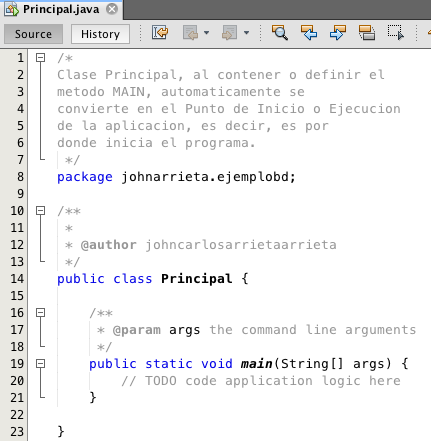 Principal.java
Source History
1 /*
2 Clase Principal, al contener o definir el
3 metodo MAIN, automaticamente se
4 convierte en el Punto de Inicio o Ejecucion
5 de la aplicacion, es decir, es por
6 donde inicia el programa.
7 */
8 package johnarrieta.ejemplobd;
9
10 /**
11 *
12 * @author johncarlosarrietaarrieta
13 */
14 public class Principal {
15
16 /**
17 * @param args the command line arguments
18 */
19 public static void main(String[] args) {
20 // TODO code application logic here
21 }
22
23 }